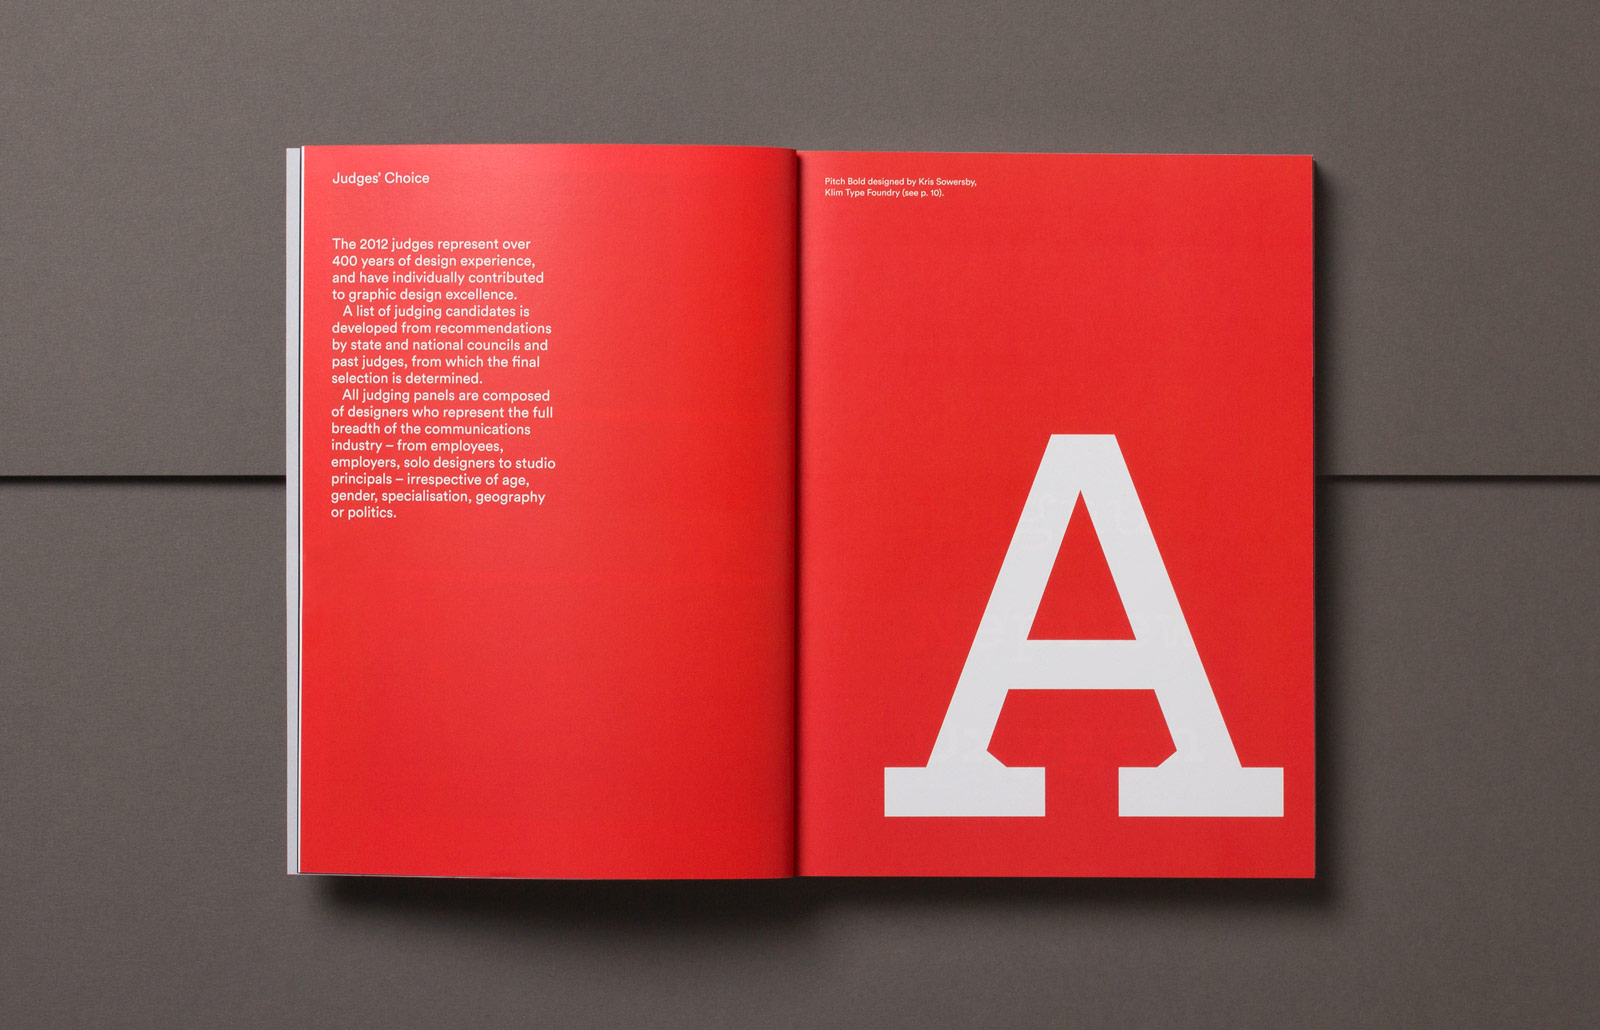 Judges’ Choice
The 2012 judges represent over
400 years of design experience,
and have individually contributed
to graphic design excellence.
A list of judging candidates is
developed from recommendations
by state and national councils and
past judges, from which the final
selection is determined.
All judging panels are composed
of designers who represent the full
breadth of the communications
industry – from employees,
employers, solo designers to studio
principals – irrespective of age,
gender, specialisation, geography
or politics.
Pitch Bold designed by Kris Sowersby,
Klim Type Foundry (see p. 10).
A